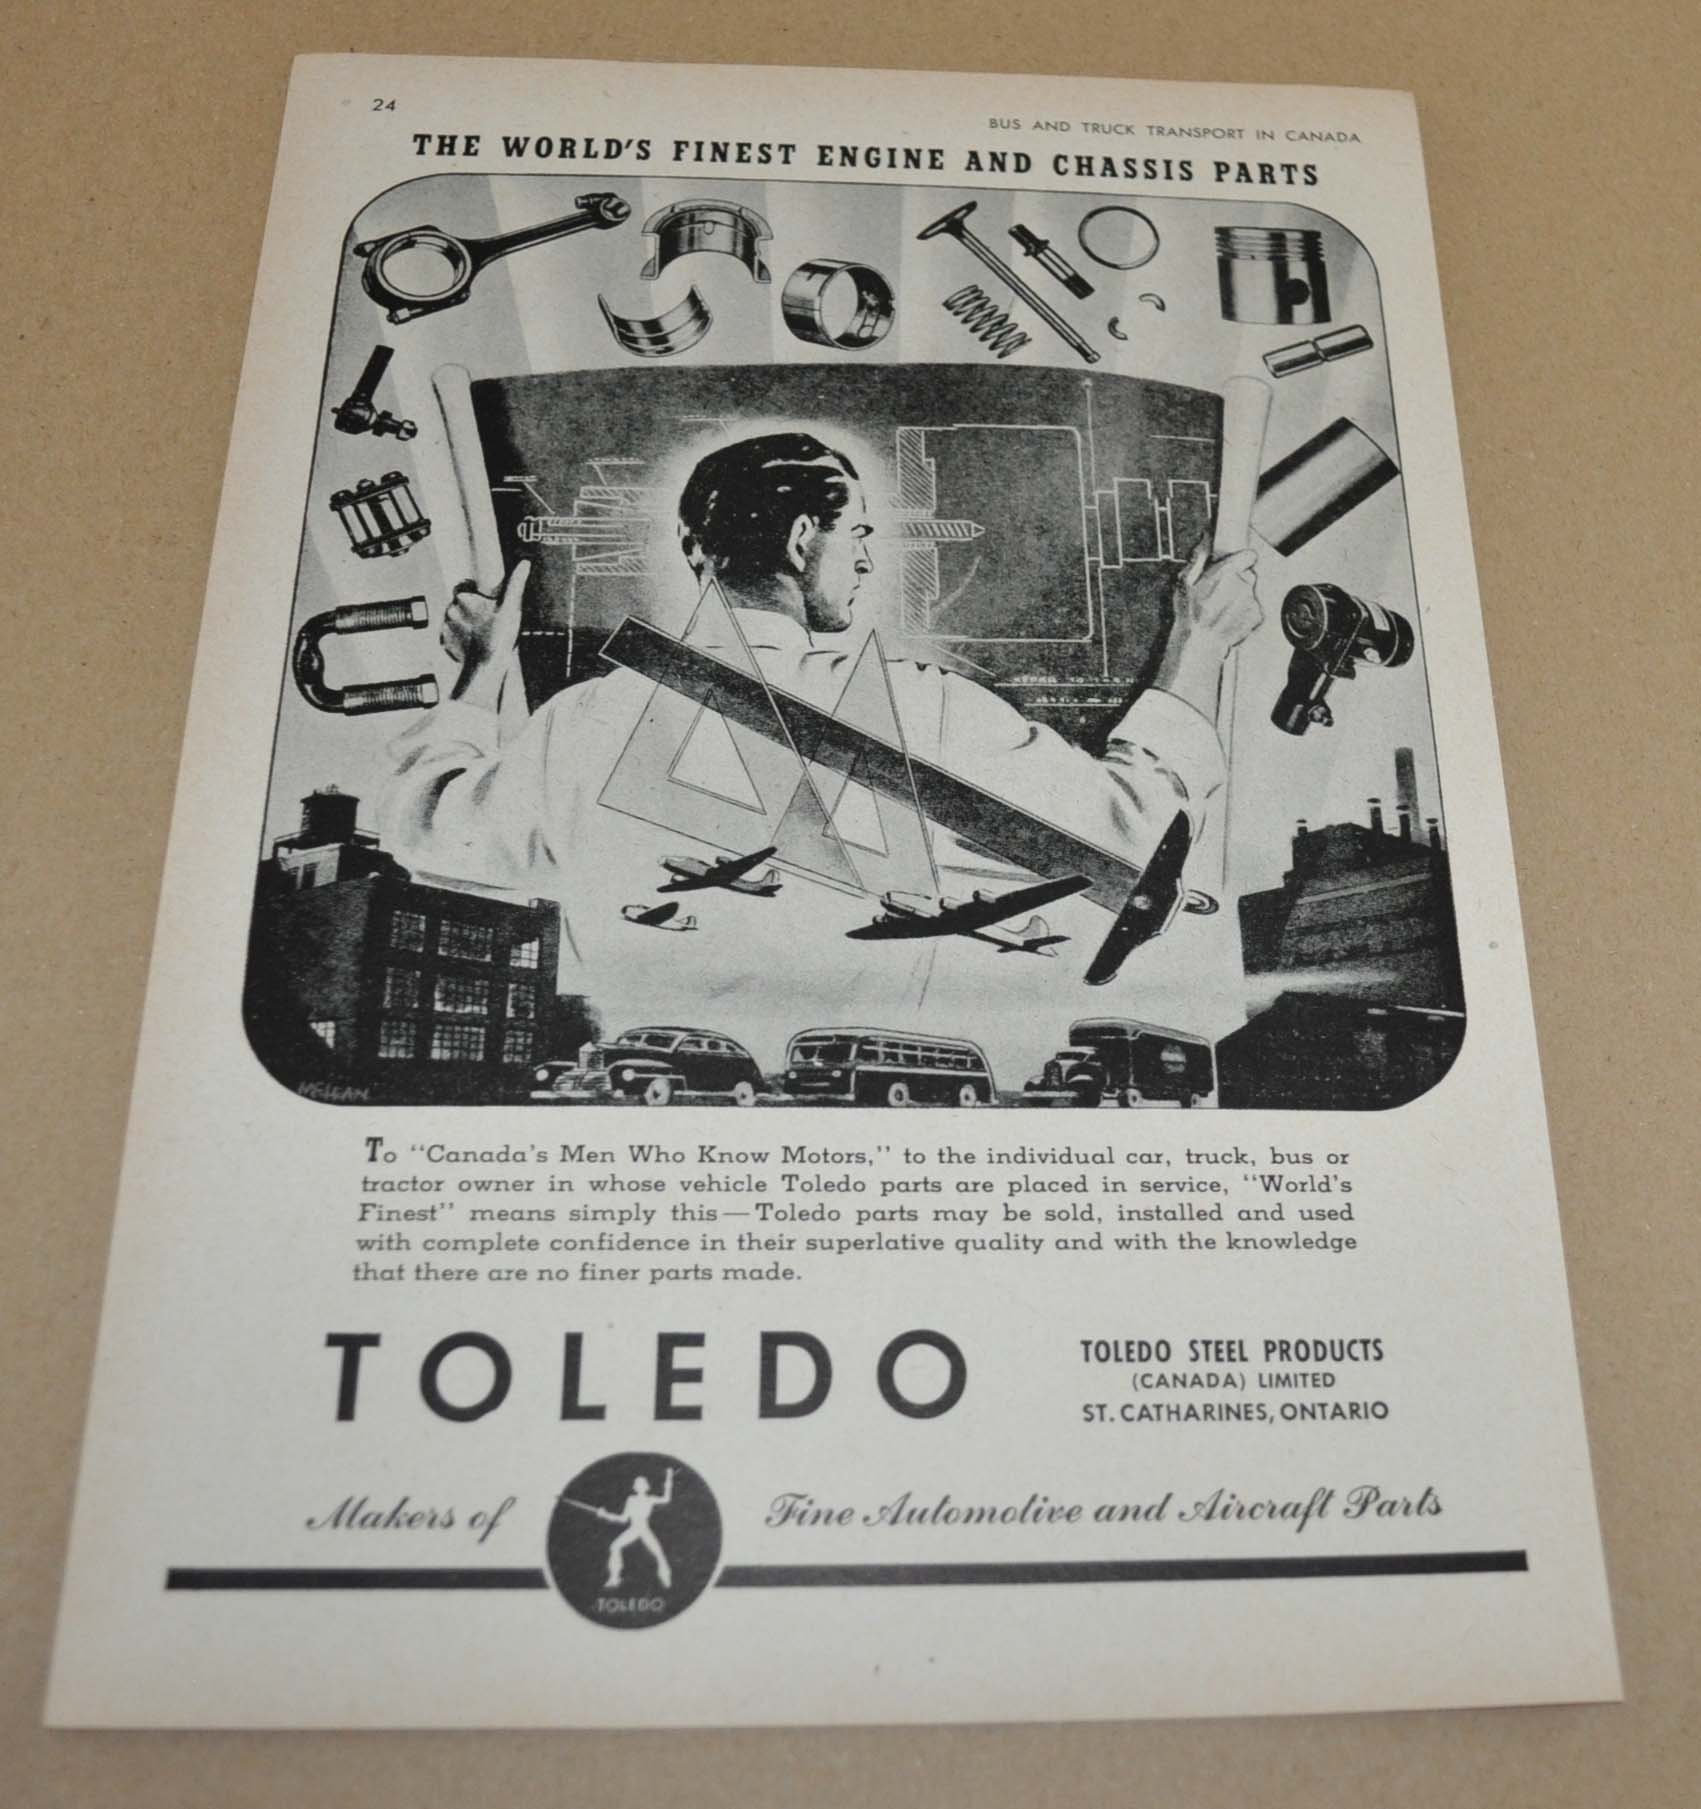 24
BUS AND TRUCK TRANSPORT IN CANADA
THE WORLD'S FINEST ENGINE AND CHASSIS PARTS
McLEAN
To "Canada's Men Who Know Motors," to the individual car, truck, bus or
tractor owner in whose vehicle Toledo parts are placed in service, "World's
Finest" means simply this—Toledo parts may be sold, installed and used
with complete confidence in their superlative quality and with the knowledge
that there are no finer parts made.
TOLEDO
TOLEDO STEEL PRODUCTS
(CANADA) LIMITED
ST. CATHARINES, ONTARIO
Makers of
Fine Automotive and Aircraft Parts
TOLEDO